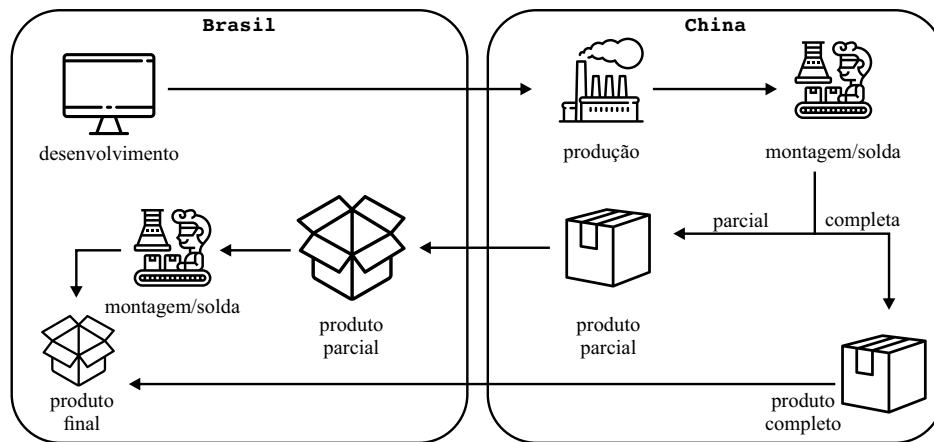 Brasil
China
desenvolvimento
produção
montagem/solda
parcial
completa
montagem/solda
produto
parcial
produto
parcial
produto
final
produto
completo